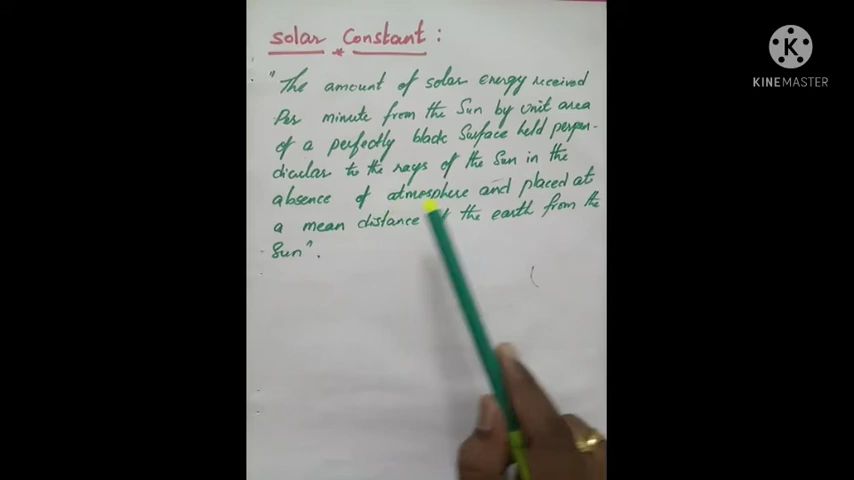 solar Constant :
"The amount of solar energy received
Per minute from the Sun by unit area
of a perfectly black Surface held perpen-
dicular to the rays of the Sun in the
absence of atmosphere and placed at
a mean distance the earth from the
Sun".
K
KINEMASTER